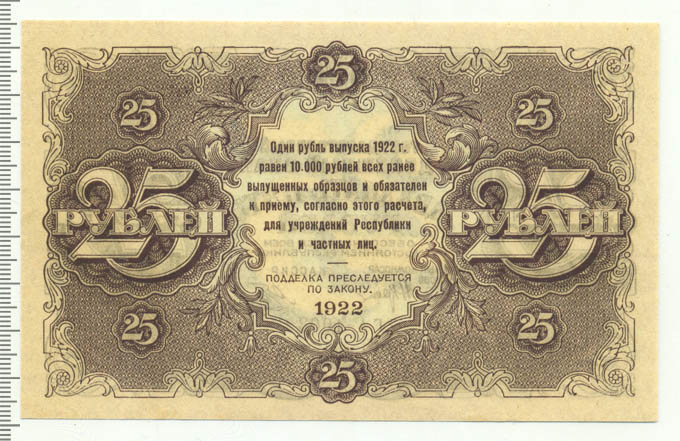 25
25
25
Один рубль выпуска 1922 г.
равен 10.000 рублей всех ранее
выпущенных образцов и обязателен
к приему, согласно этого расчета,
для учреждений Республики
и частных лиц.
25
РУБЛЕЙ
25
РУБЛЕЙ
ПОДДЕЛКА ПРЕСЛЕДУЕТСЯ
ПО ЗАКОНУ.
1922
25
25
25